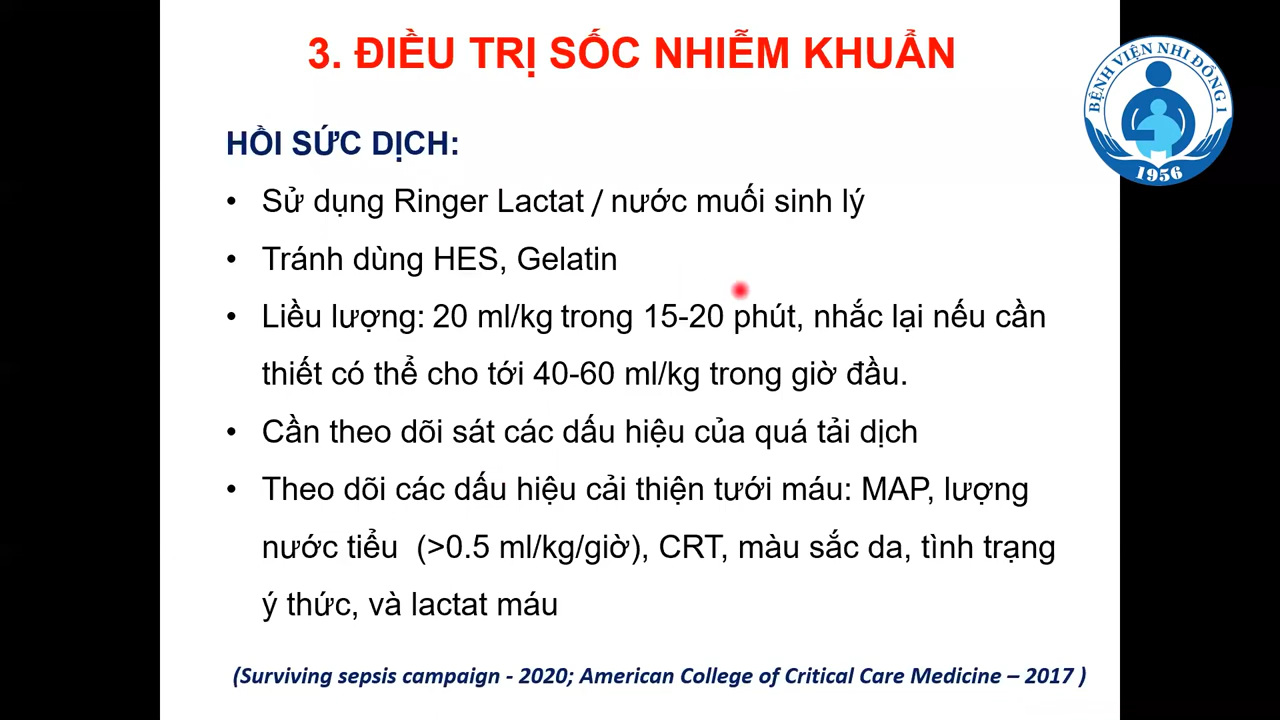 3. ĐIỀU TRỊ SỐC NHIỄM KHUẨN
BỆNH VIỆN NHI ĐỒNG 1
1956
HỒI SỨC DỊCH:
• Sử dụng Ringer Lactat / nước muối sinh lý
• Tránh dùng HES, Gelatin
• Liều lượng: 20 ml/kg trong 15-20 phút, nhắc lại nếu cần
thiết có thể cho tới 40-60 ml/kg trong giờ đầu.
• Cần theo dõi sát các dấu hiệu của quá tải dịch
• Theo dõi các dấu hiệu cải thiện tưới máu: MAP, lượng
nước tiểu (>0.5 ml/kg/giờ), CRT, màu sắc da, tình trạng
ý thức, và lactat máu
(Surviving sepsis campaign - 2020; American College of Critical Care Medicine – 2017 )